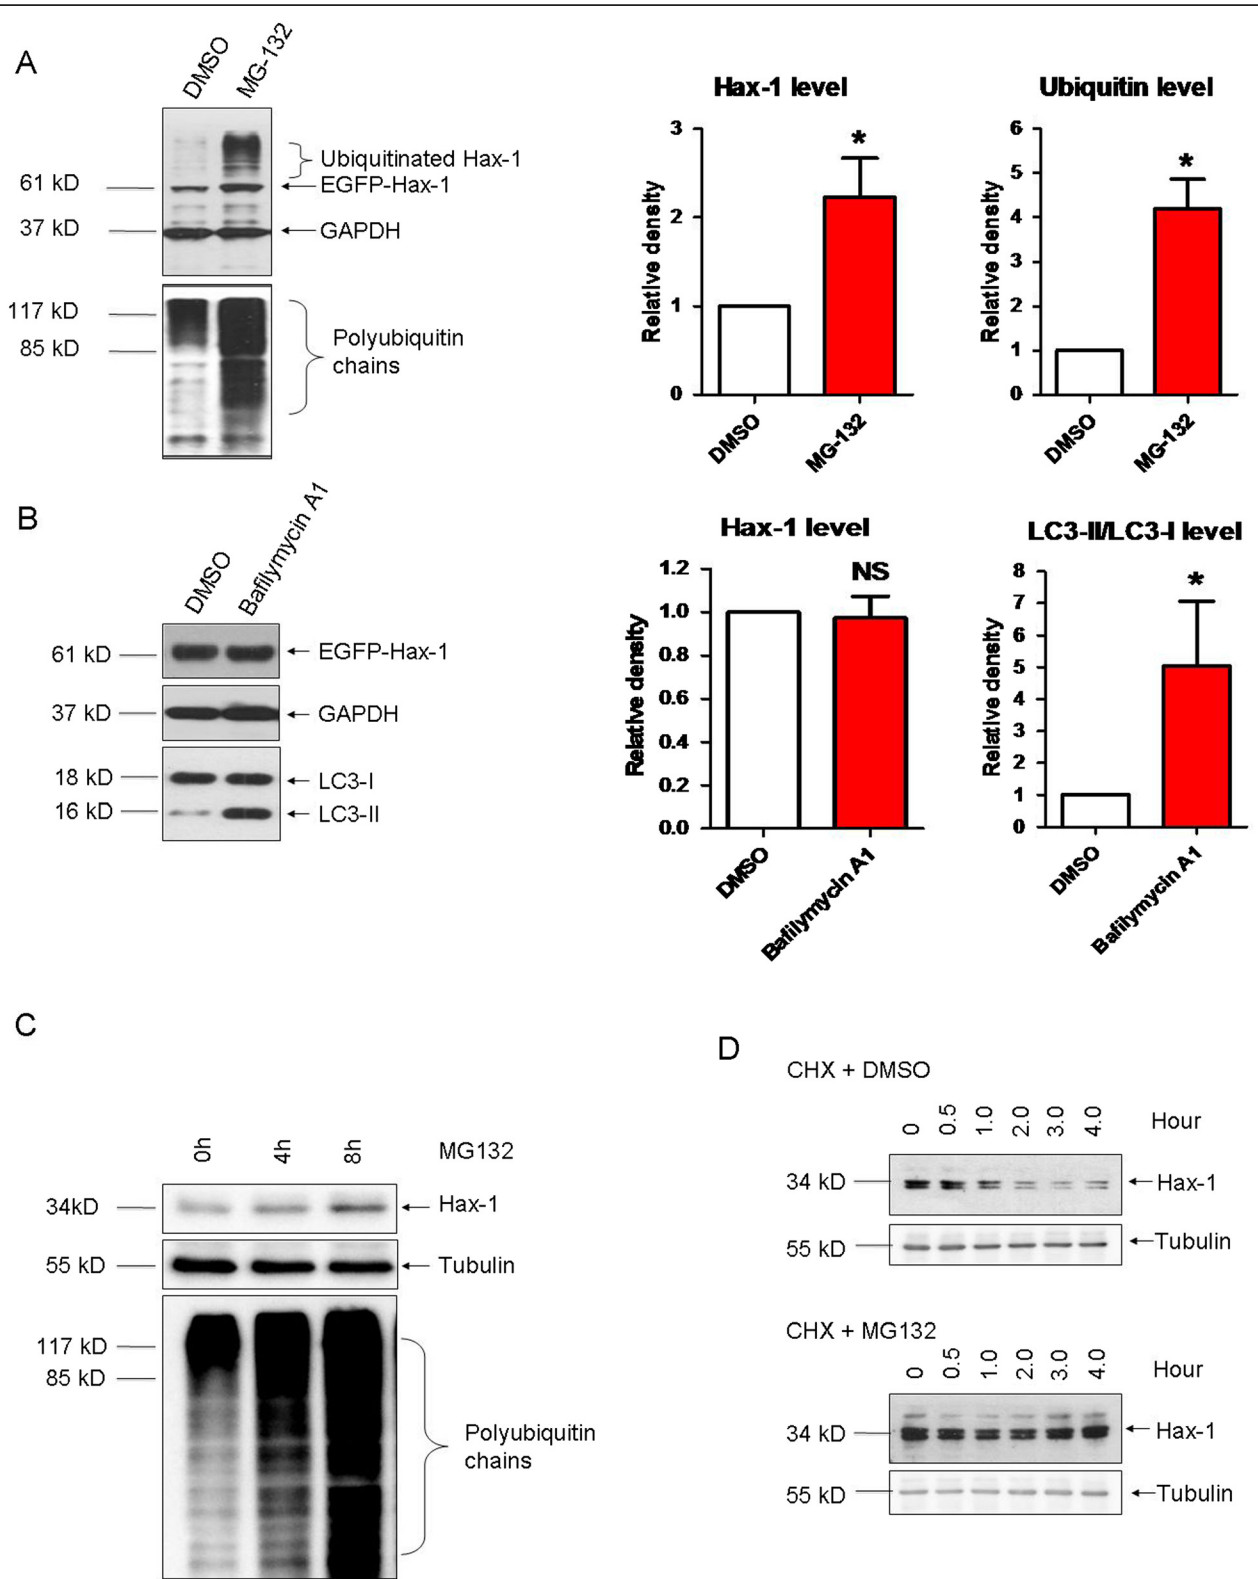 A
DMSO
MG-132
Ubiquitinated Hax-1
61 kD
EGFP-Hax-1
37 kD
GAPDH
117 kD
85 kD
Polyubiquitin
chains
Hax-1 level
Relative density
3
2
1
0
*
DMSO
MG-132
Ubiquitin level
Relative density
6
5
4
3
2
1
0
*
DMSO
MG-132
B
DMSO
Bafilymycin A1
61 kD
EGFP-Hax-1
37 kD
GAPDH
18 kD
LC3-I
16 kD
LC3-II
Hax-1 level
Relative density
1.2
1.0
0.8
0.6
0.4
0.2
0.0
NS
DMSO
Bafilymycin A1
LC3-II/LC3-I level
Relative density
8
7
6
5
4
3
2
1
0
*
DMSO
Bafilymycin A1
C
0h 4h 8h MG132
34kD
Hax-1
55 kD
Tubulin
117 kD
85 kD
Polyubiquitin
chains
D
CHX + DMSO
0 0.5 1.0 2.0 3.0 4.0 Hour
34 kD
Hax-1
55 kD
Tubulin
CHX + MG132
0 0.5 1.0 2.0 3.0 4.0 Hour
34 kD
Hax-1
55 kD
Tubulin